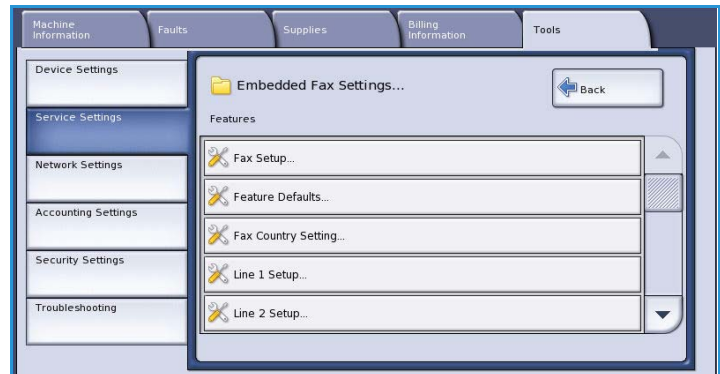 Machine
Information
Faults
Supplies
Billing
Information
Tools
Device Settings
Service Settings
Network Settings
Accounting Settings
Security Settings
Troubleshooting
Embedded Fax Settings...
Back
Features
Fax Setup...
Feature Defaults...
Fax Country Setting...
Line 1 Setup...
Line 2 Setup...